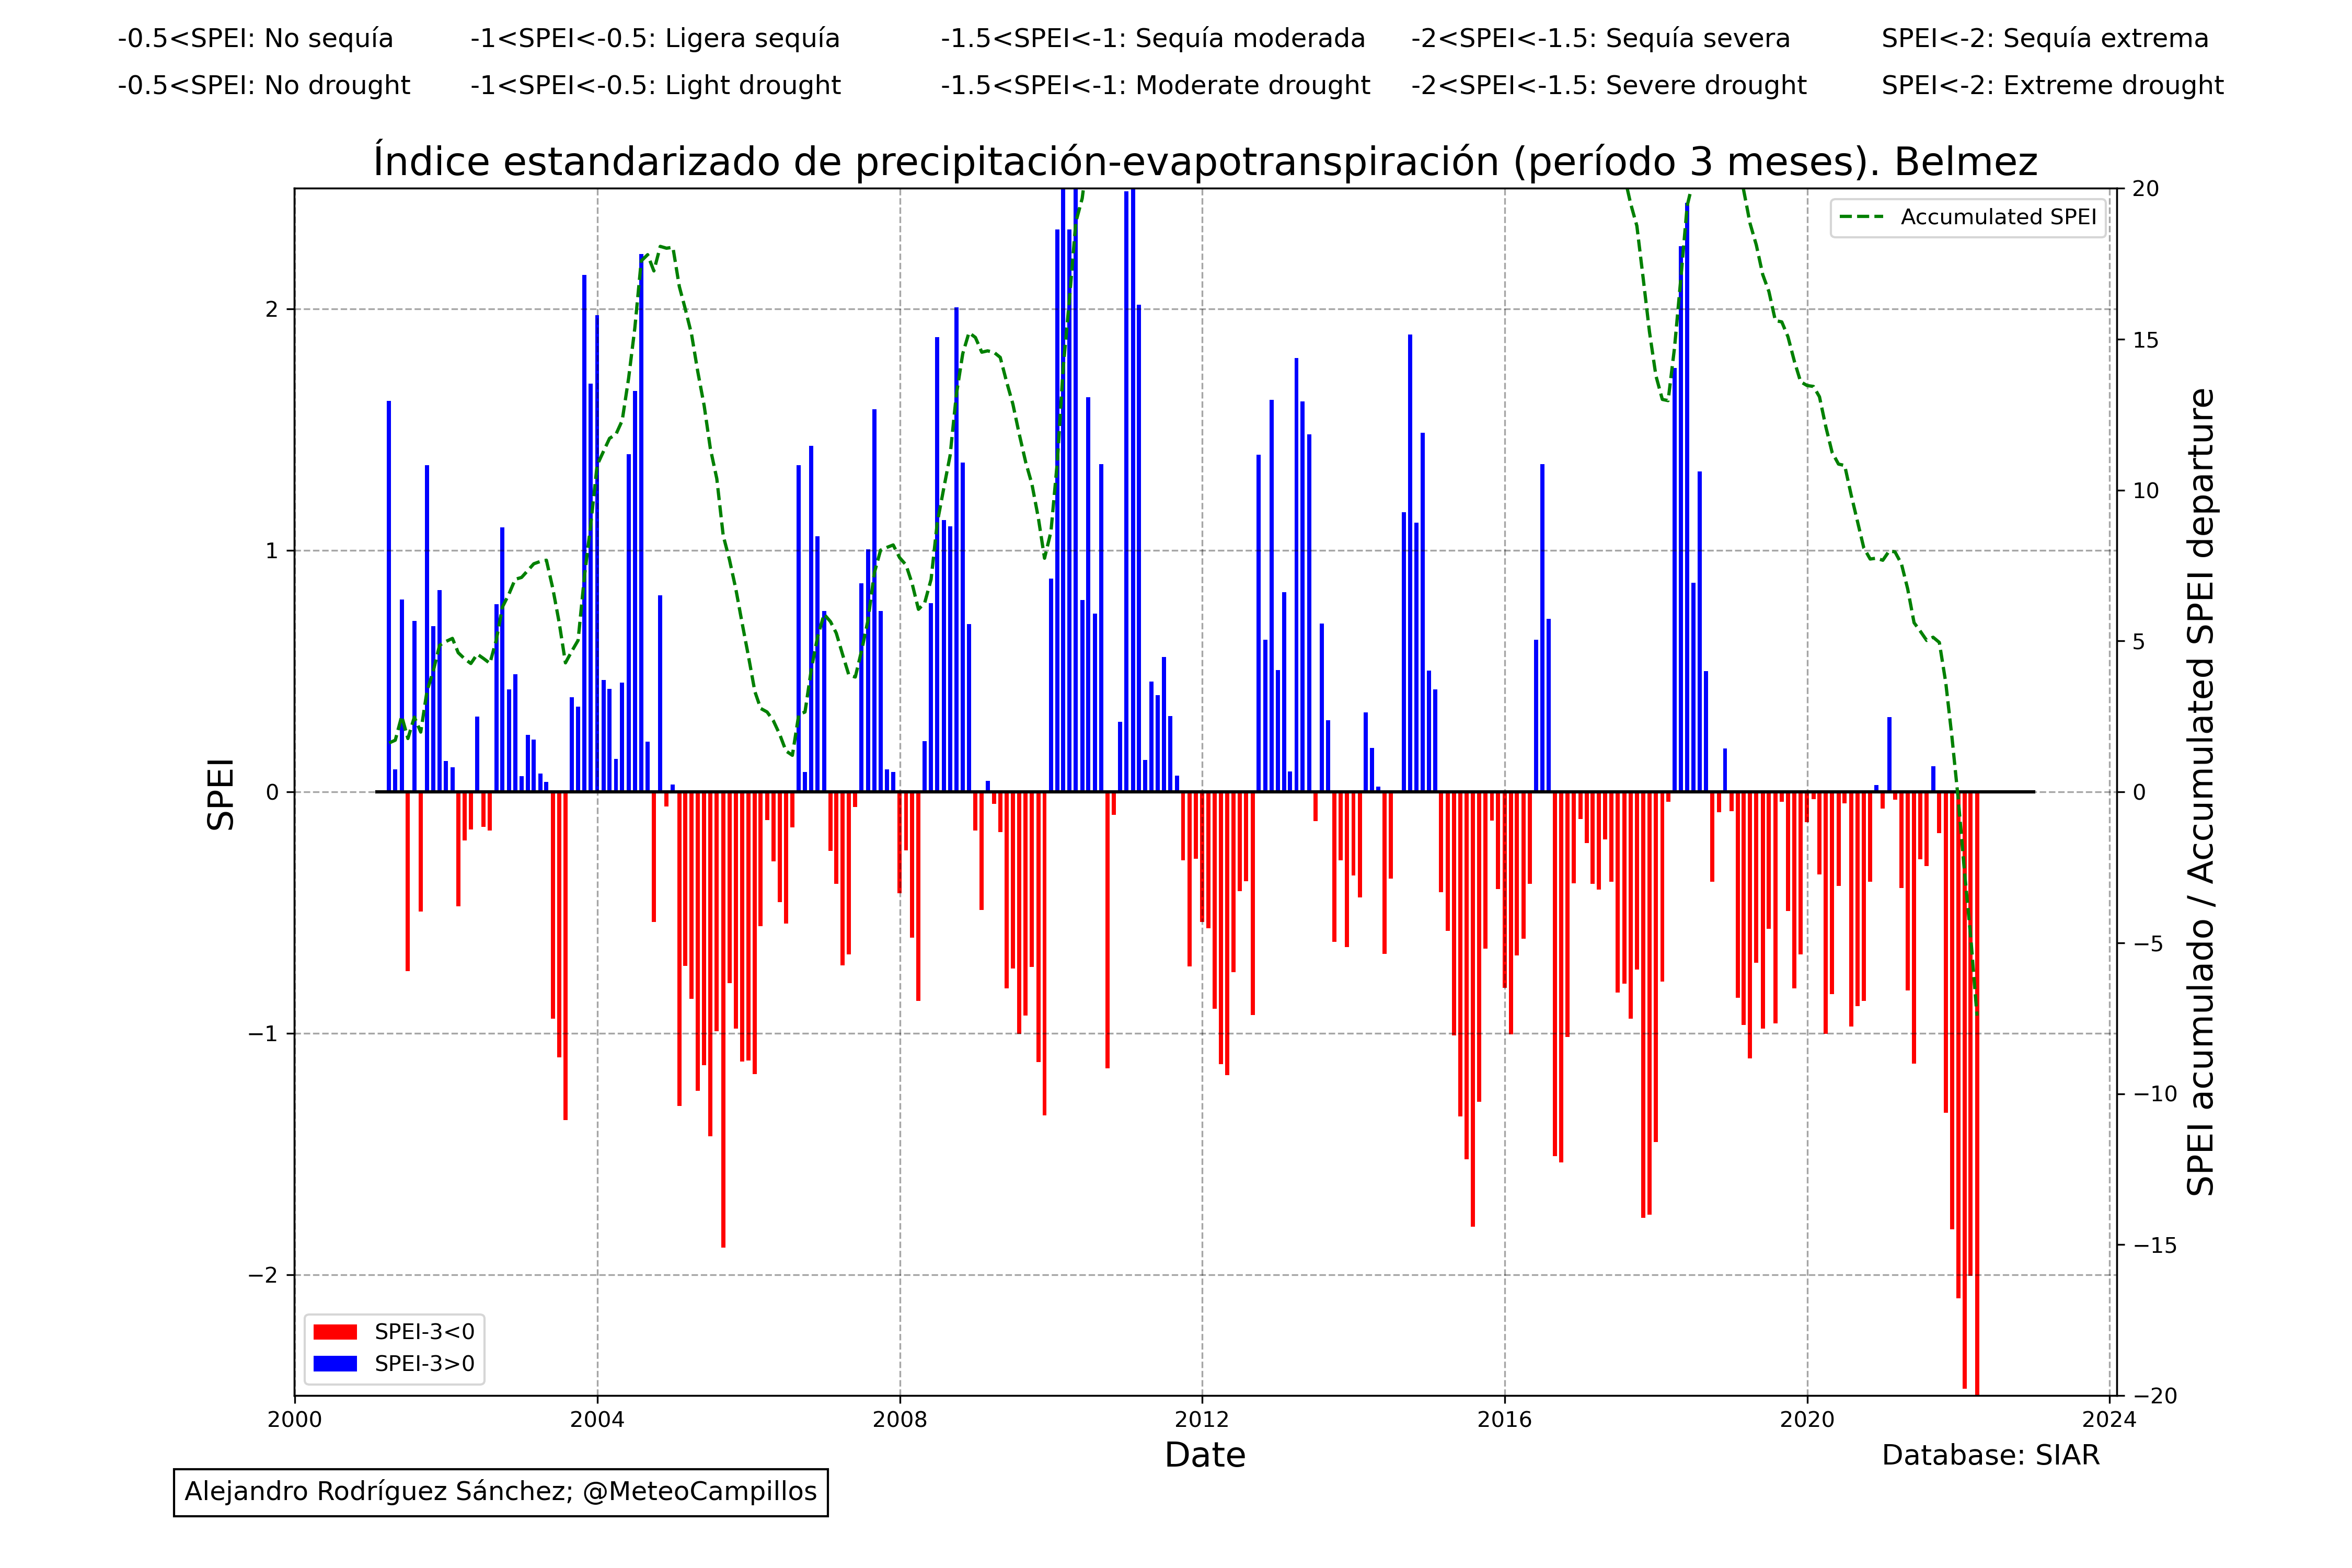 -0.5<SPEI: No sequía -1<SPEI<-0.5: Ligera sequía -1.5<SPEI<-1: Sequía moderada -2<SPEI<-1.5: Sequía severa SPEI<-2: Sequía extrema
-0.5<SPEI: No drought -1<SPEI<-0.5: Light drought -1.5<SPEI<-1: Moderate drought -2<SPEI<-1.5: Severe drought SPEI<-2: Extreme drought
Índice estandarizado de precipitación-evapotranspiración (período 3 meses). Belmez
Accumulated SPEI
SPEI
2
1
0
−1
−2
20
15
10
5
0
−5
−10
−15
−20
SPEI acumulado / Accumulated SPEI departure
SPEI-3<0
SPEI-3>0
2000 2004 2008 2012 2016 2020 2024
Date
Database: SIAR
Alejandro Rodríguez Sánchez; @MeteoCampillos